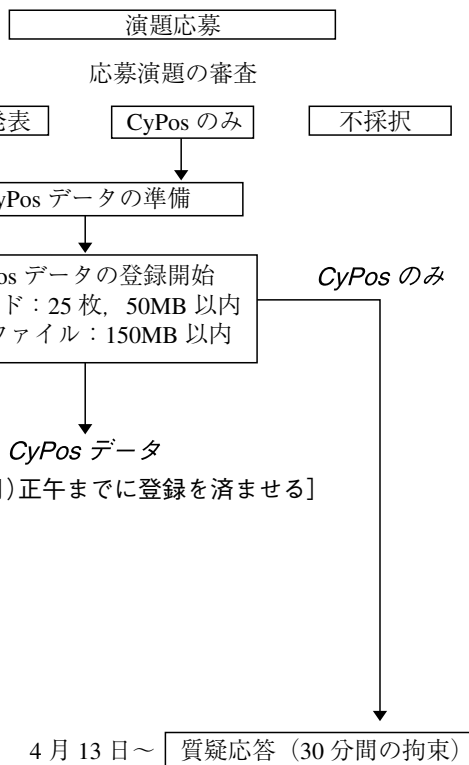 演題応募
応募演題の審査
発表 CyPos のみ 不採択
CyPos データの準備
os データの登録開始 CyPos のみ
ド：25 枚，50MB 以内
ファイル：150MB 以内
CyPos データ
)正午までに登録を済ませる］
4 月 13 日～ 質疑応答（30 分間の拘束）